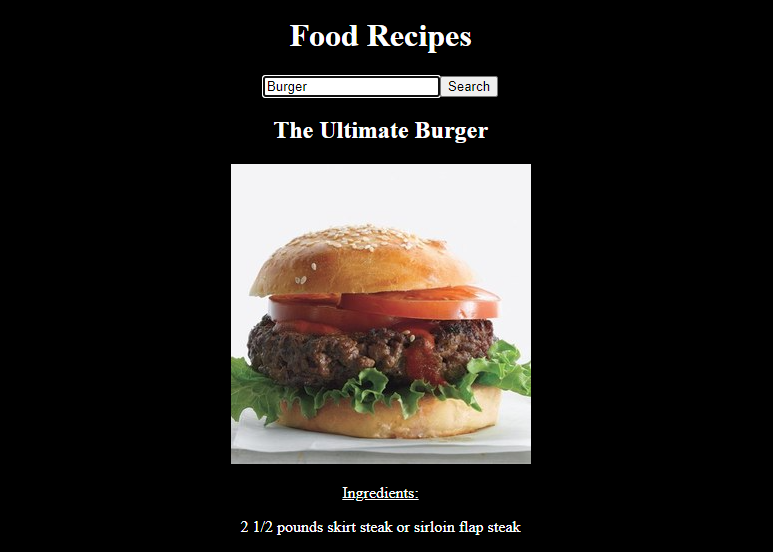 Food Recipes
Burger Search
The Ultimate Burger
Ingredients:
2 1/2 pounds skirt steak or sirloin flap steak